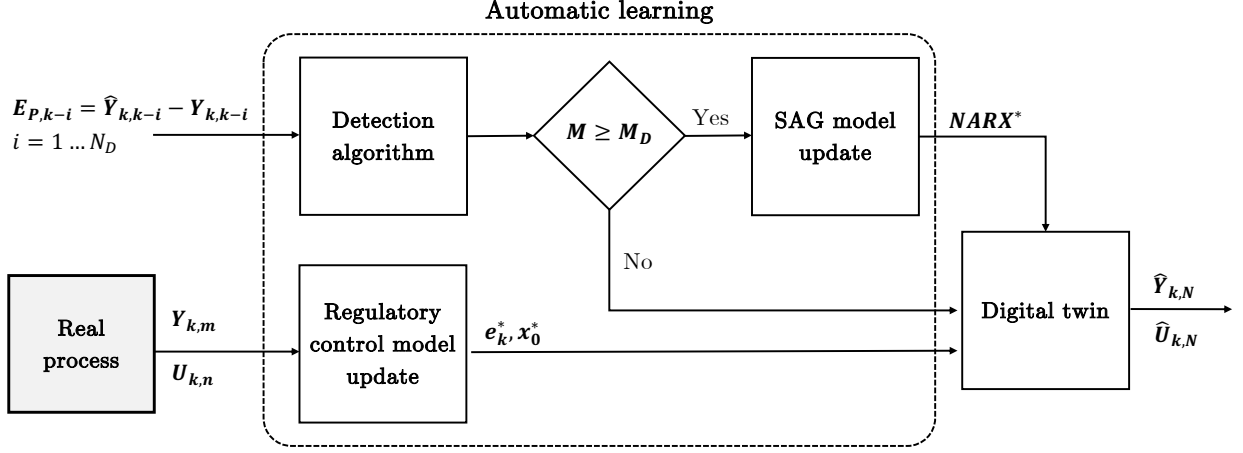 Automatic learning
E_{P,k-i} = Ŷ_{k,k-i} − Y_{k,k-i}
i = 1 … N_D
Detection
algorithm
M ≥ M_D
Yes
SAG model
update
NARX*
No
Real
process
Y_{k,m}
U_{k,n}
Regulatory
control model
update
e*_k, x*_0
Digital twin
Ŷ_{k,N}
Û_{k,N}